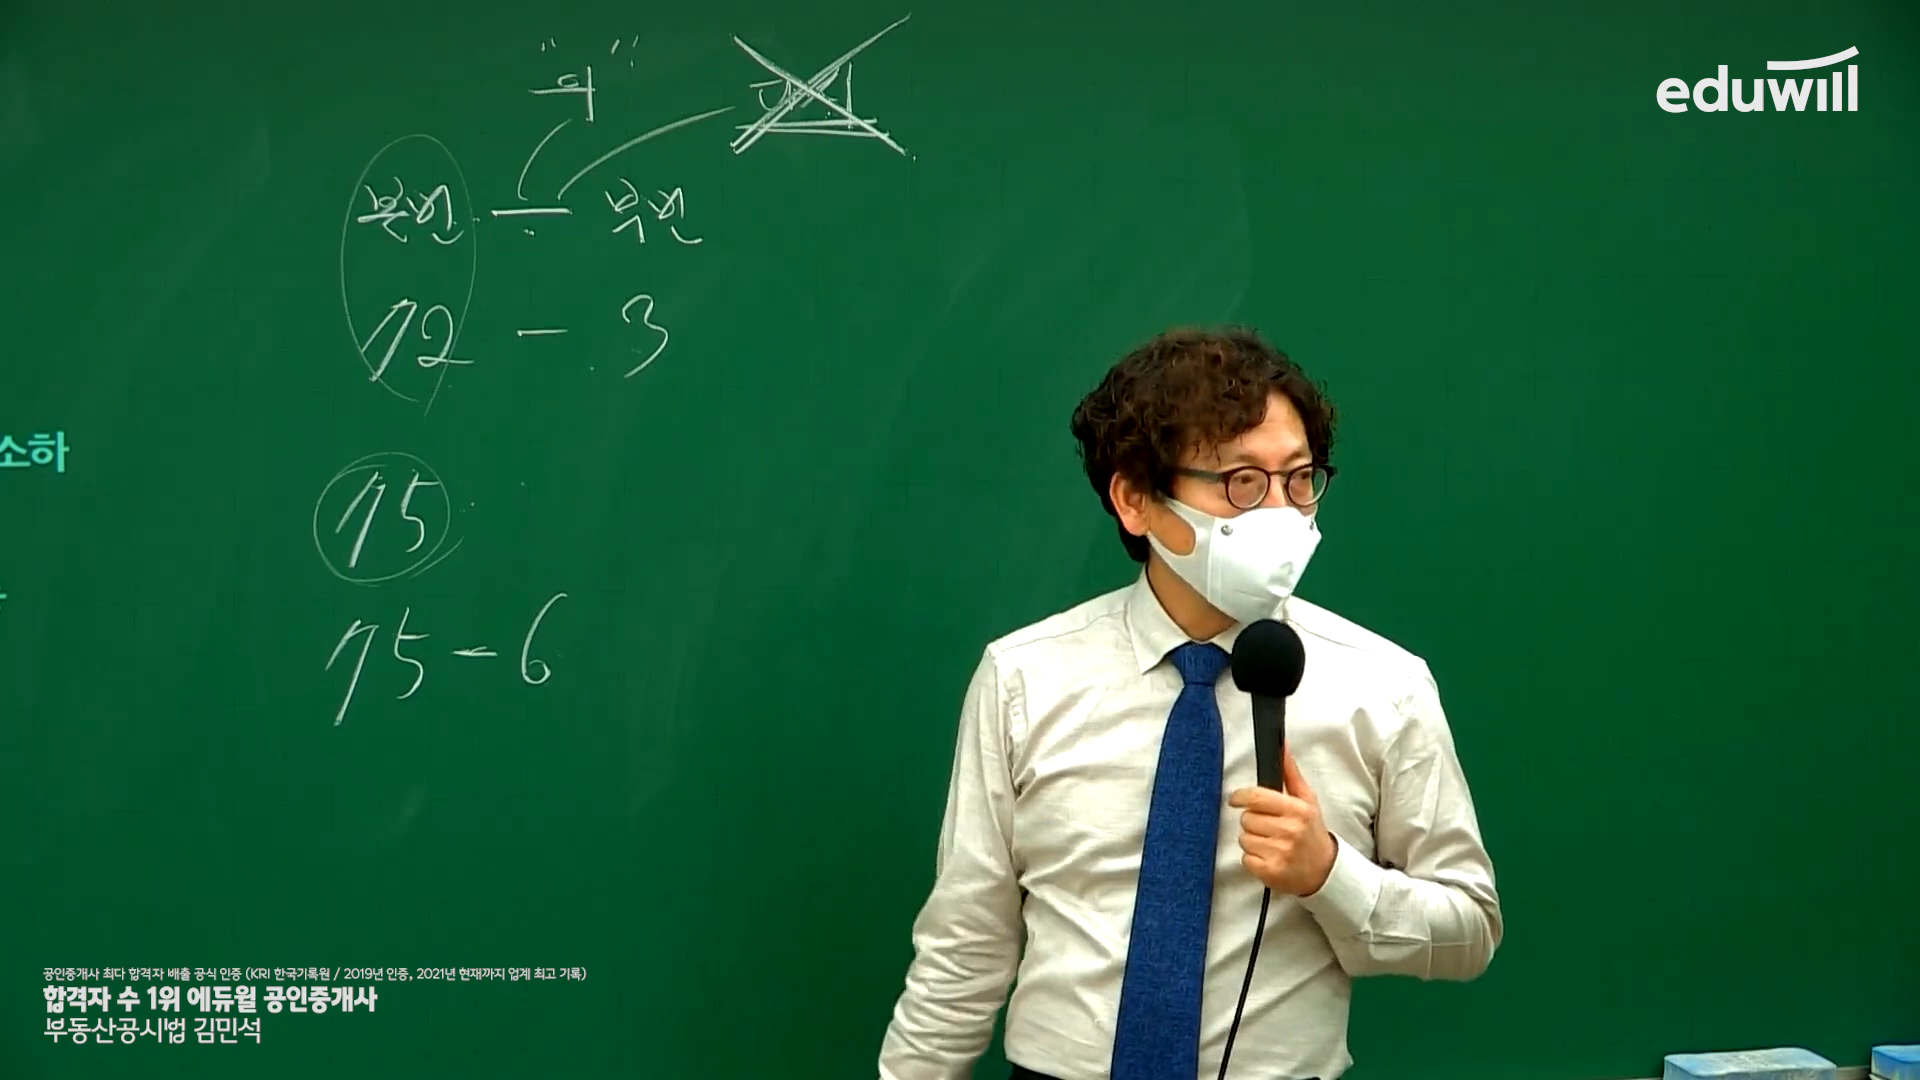 eduwill
"의"
본번 - 부번
72 - 3
소하
75
75 - 6
공인중개사 최다 합격자 배출 공식 인증 (KRI 한국기록원 / 2019년 인증, 2021년 현재까지 업계 최고 기록)
합격자 수 1위 에듀윌 공인중개사
부동산공시법 김민석